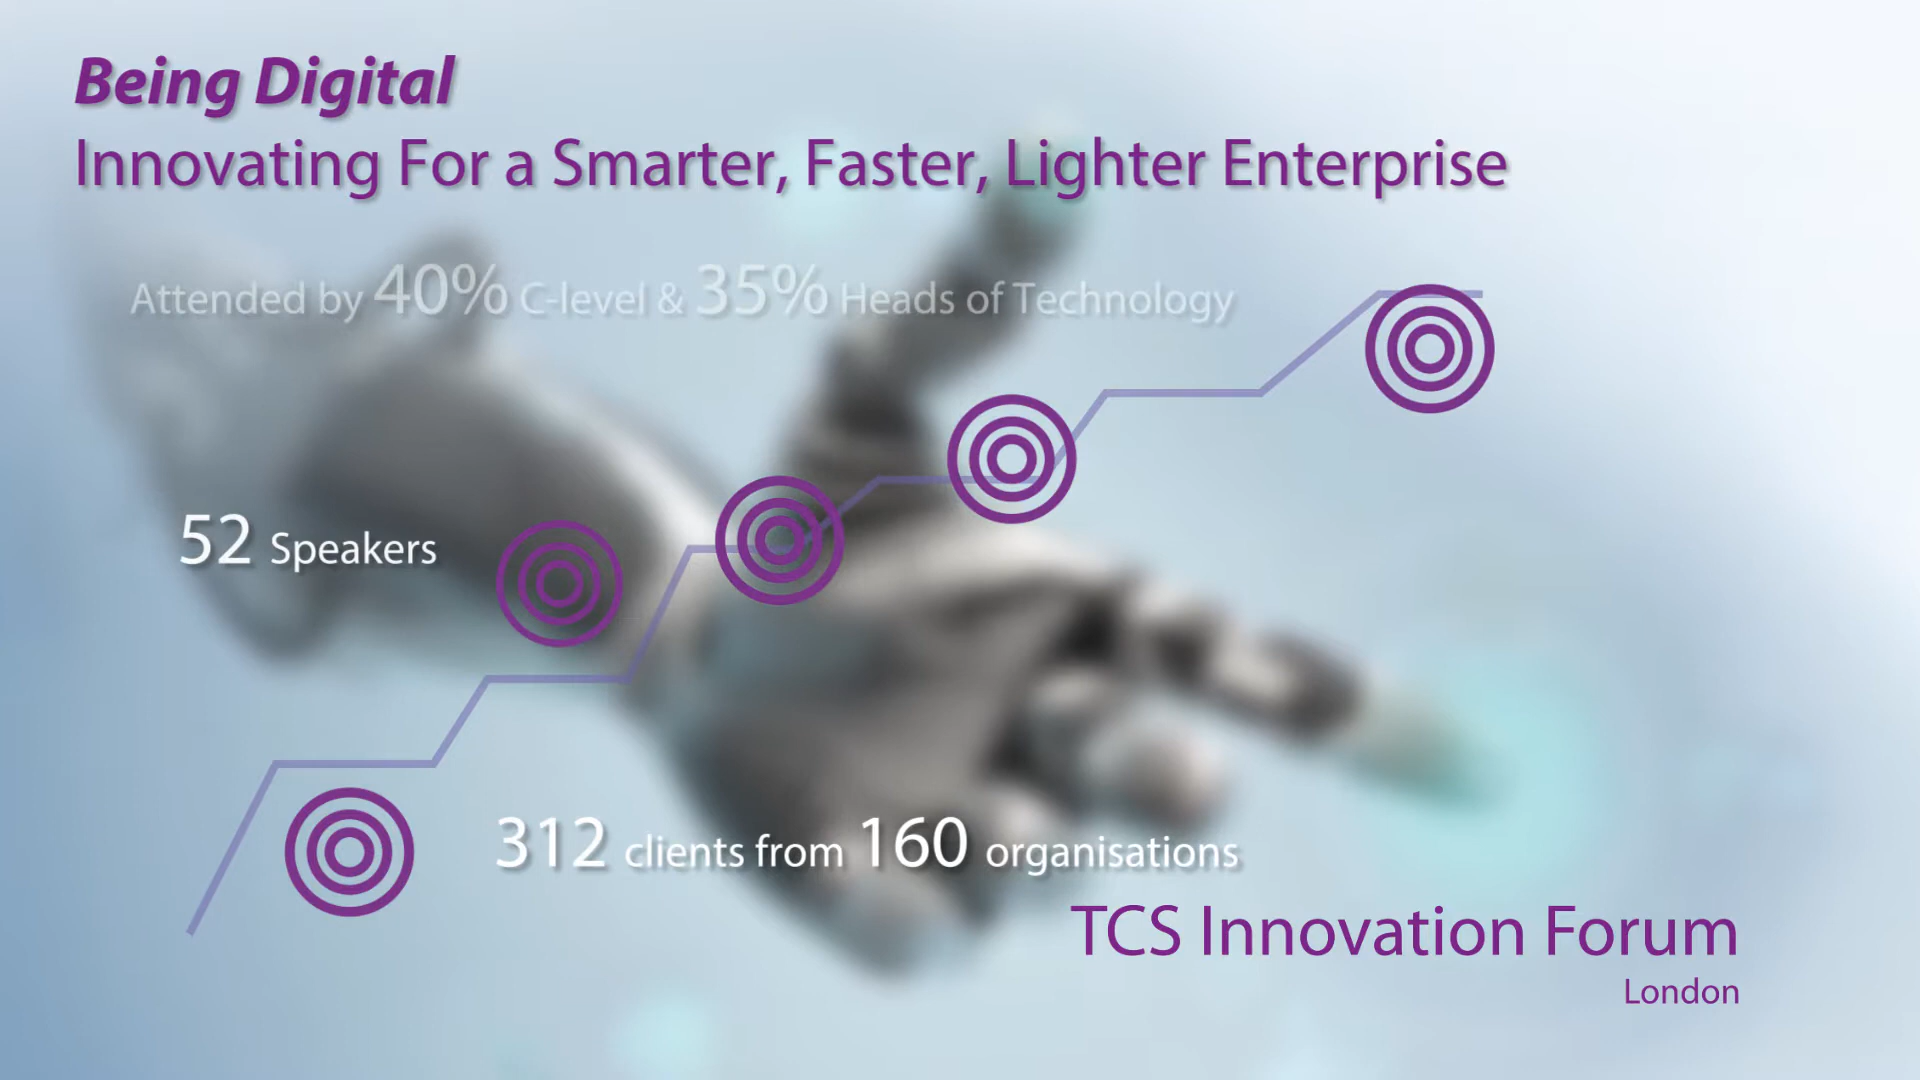 Being Digital
Innovating For a Smarter, Faster, Lighter Enterprise
Attended by 40% C-level & 35% Heads of Technology
52 Speakers
312 clients from 160 organisations
TCS Innovation Forum
London